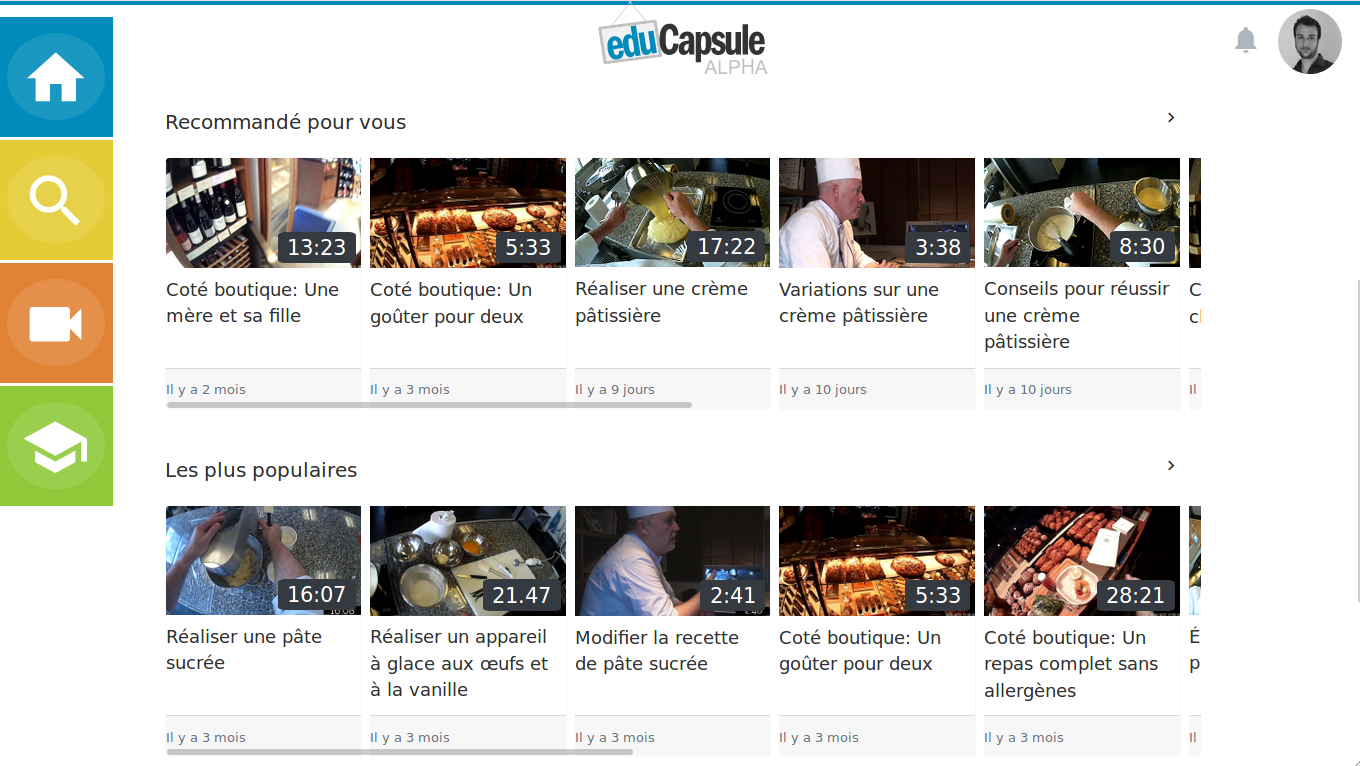 eduCapsule
ALPHA
Recommandé pour vous
13:23
5:33
17:22
3:38
8:30
Coté boutique: Une
mère et sa fille
Coté boutique: Un
goûter pour deux
Réaliser une crème
pâtissière
Variations sur une
crème pâtissière
Conseils pour réussir
une crème
pâtissière
C
Il y a 2 mois
Il y a 3 mois
Il y a 9 jours
Il y a 10 jours
Il y a 10 jours
Il
Les plus populaires
16:07
21.47
2:41
5:33
28:21
Réaliser une pâte
sucrée
Réaliser un appareil
à glace aux œufs et
à la vanille
Modifier la recette
de pâte sucrée
Coté boutique: Un
goûter pour deux
Coté boutique: Un
repas complet sans
allergènes
É
p
Il y a 3 mois
Il y a 3 mois
Il y a 3 mois
Il y a 3 mois
Il y a 3 mois
Il